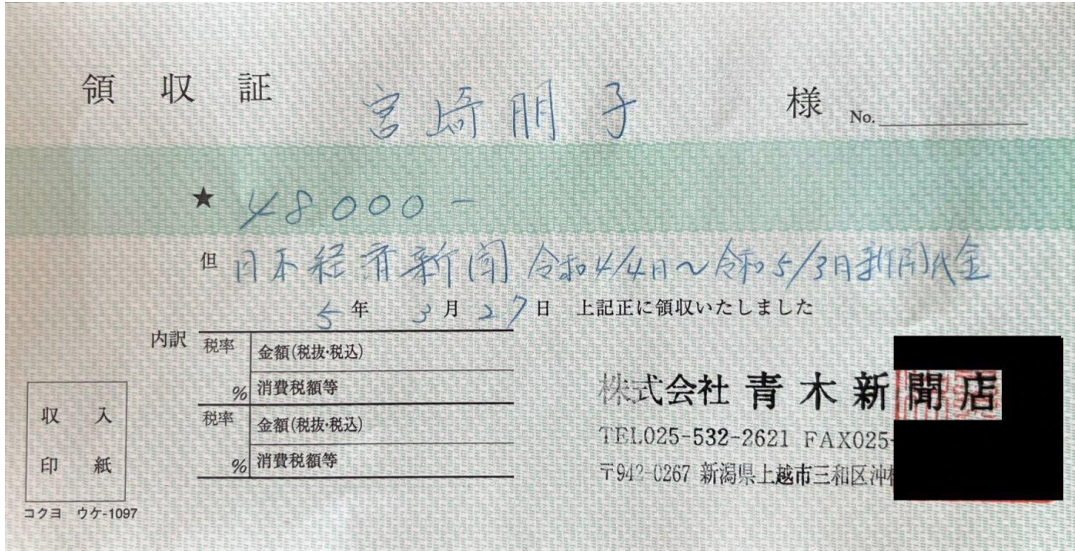 領収証 宮崎朋子 様 No.
★ 48000-
但 日本経済新聞 令和4/4月～令和5/3月新聞代金
5年 3月 27日 上記正に領収いたしました
内訳 税率 金額(税抜・税込)
% 消費税額等
税率 金額(税抜・税込)
% 消費税額等
収入
印紙
コクヨ ウケ-1097
株式会社 青木新聞店
TEL025-532-2621 FAX025-
〒942-0267 新潟県上越市三和区沖